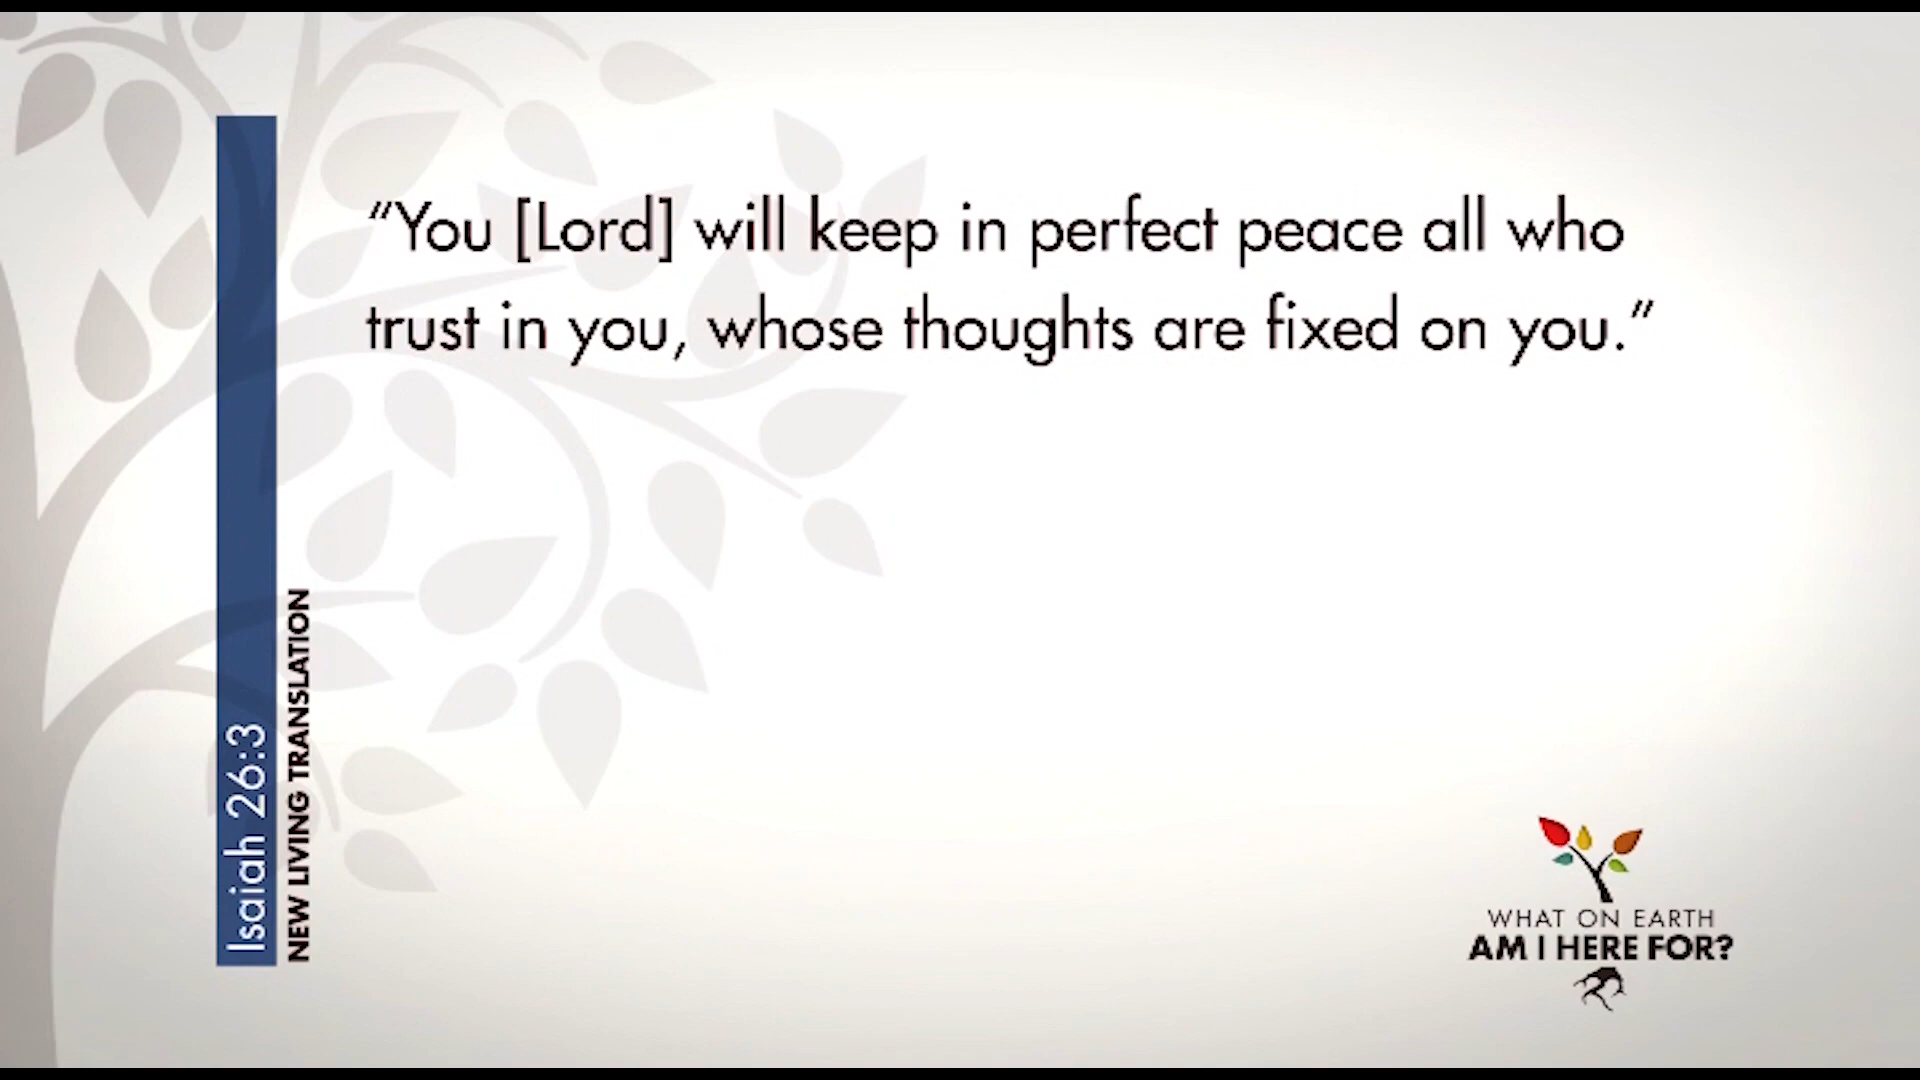 “You [Lord] will keep in perfect peace all who
trust in you, whose thoughts are fixed on you.”
Isaiah 26:3
NEW LIVING TRANSLATION
WHAT ON EARTH
AM I HERE FOR?